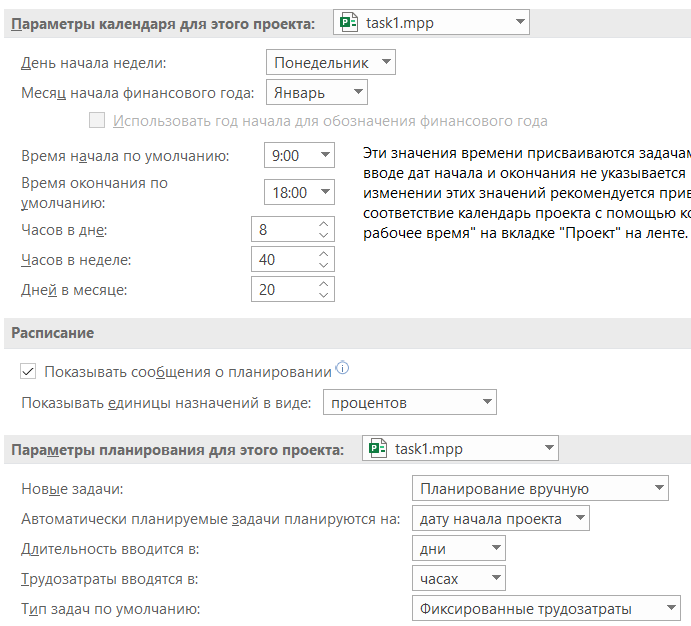 Параметры календаря для этого проекта: task1.mpp
День начала недели: Понедельник
Месяц начала финансового года: Январь
Использовать год начала для обозначения финансового года
Время начала по умолчанию: 9:00
Эти значения времени присваиваются задачам
Время окончания по умолчанию: 18:00
вводе дат начала и окончания не указывается
изменении этих значений рекомендуется прив
соответствие календарь проекта с помощью ко
рабочее время" на вкладке "Проект" на ленте.
Часов в дне: 8
Часов в неделе: 40
Дней в месяце: 20
Расписание
Показывать сообщения о планировании
Показывать единицы назначений в виде: процентов
Параметры планирования для этого проекта: task1.mpp
Новые задачи: Планирование вручную
Автоматически планируемые задачи планируются на: дату начала проекта
Длительность вводится в: дни
Трудозатраты вводятся в: часах
Тип задач по умолчанию: Фиксированные трудозатраты